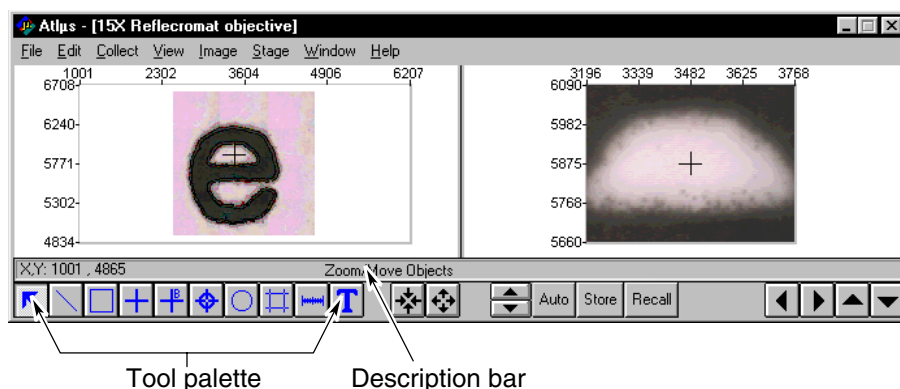 Atlµs - [15X Reflecromat objective]
File Edit Collect View Image Stage Window Help
1001 2302 3604 4906 6207
6708
6240
5771
5302
4834
e
3196 3339 3482 3625 3768
6090
5982
5875
5768
5660
X,Y: 1001 , 4865 Zoom/Move Objects
B T Auto Store Recall
Tool palette Description bar